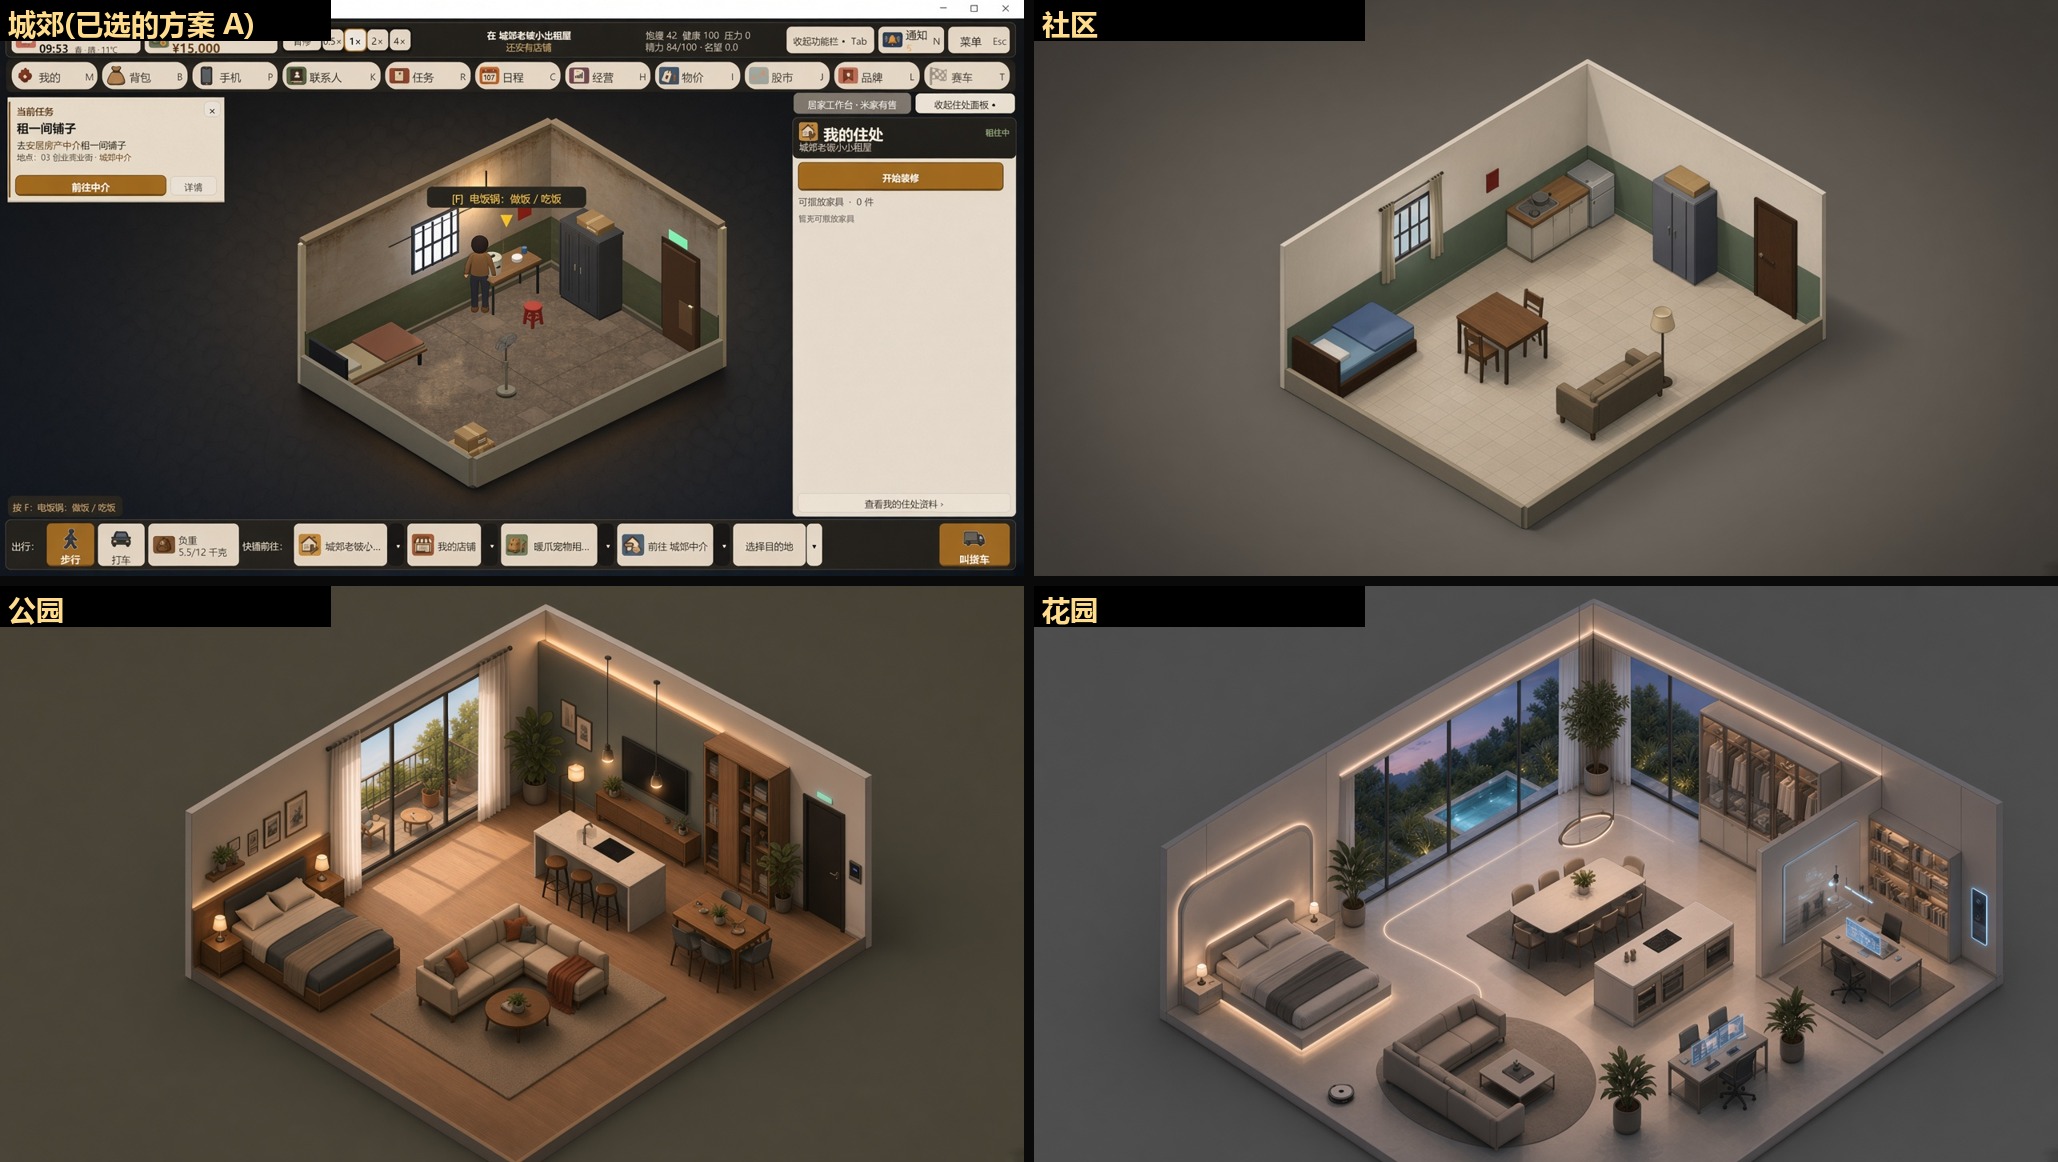 城郊(已选的方案 A)
09:53 春·晴·11℃
¥15,000
0.5×
1×
2×
4×
在 城郊老破小出租屋
还没有店铺
饱腹 42 健康 100 压力 0
精力 84/100 · 名望 0.0
收起功能栏 • Tab
通知 N
菜单 Esc
我的 M
背包 B
手机 P
联系人 K
任务 R
日程 C
经营 H
物价 I
股市 J
品牌 L
赛车 T
当前任务
×
租一间铺子
去安居房产中介租一间铺子
地点: 03 创业商业街 · 城郊中介
前往中介
详情
[F] 电饭锅: 做饭 / 吃饭
居家工作台 · 米家有售
收起住处面板 •
我的住处
租住中
开始装修
可摆放家具 · 0 件
暂无可摆放家具
查看我的住处资料 ›
按 F: 电饭锅: 做饭 / 吃饭
出行:
步行
打车
负重
5.5/12 千克
快捷前往:
城郊老破小...
我的店铺
暖爪宠物租...
前往 城郊中介
选择目的地
叫货车
社区
公园
花园